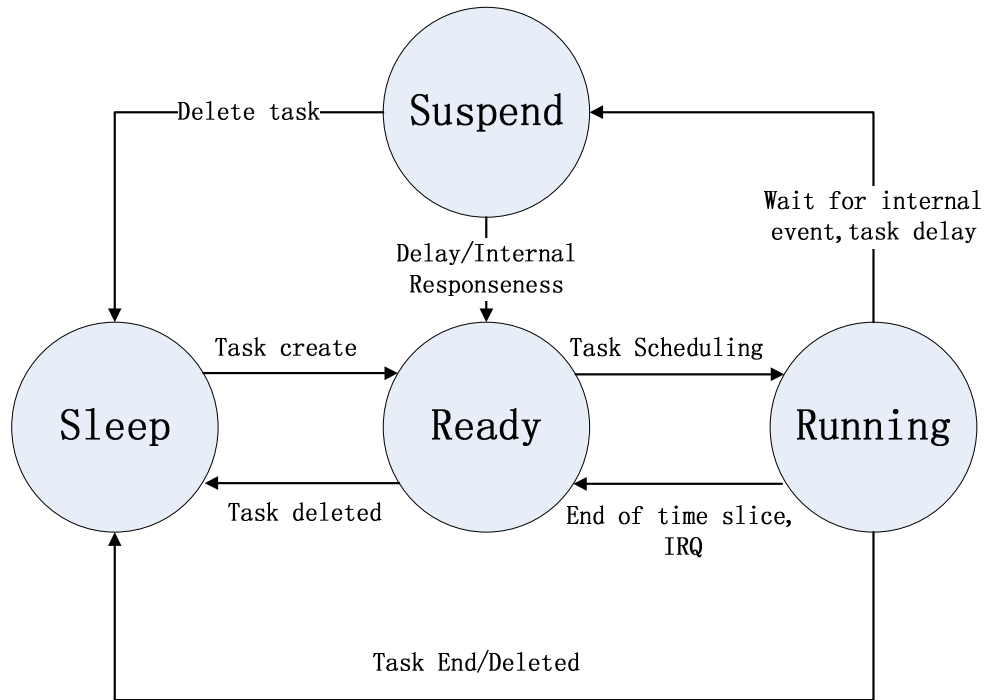 Suspend
Delete task
Wait for internal
event,task delay
Delay/Internal
Responseness
Task create
Task Scheduling
Sleep
Ready
Running
Task deleted
End of time slice,
IRQ
Task End/Deleted